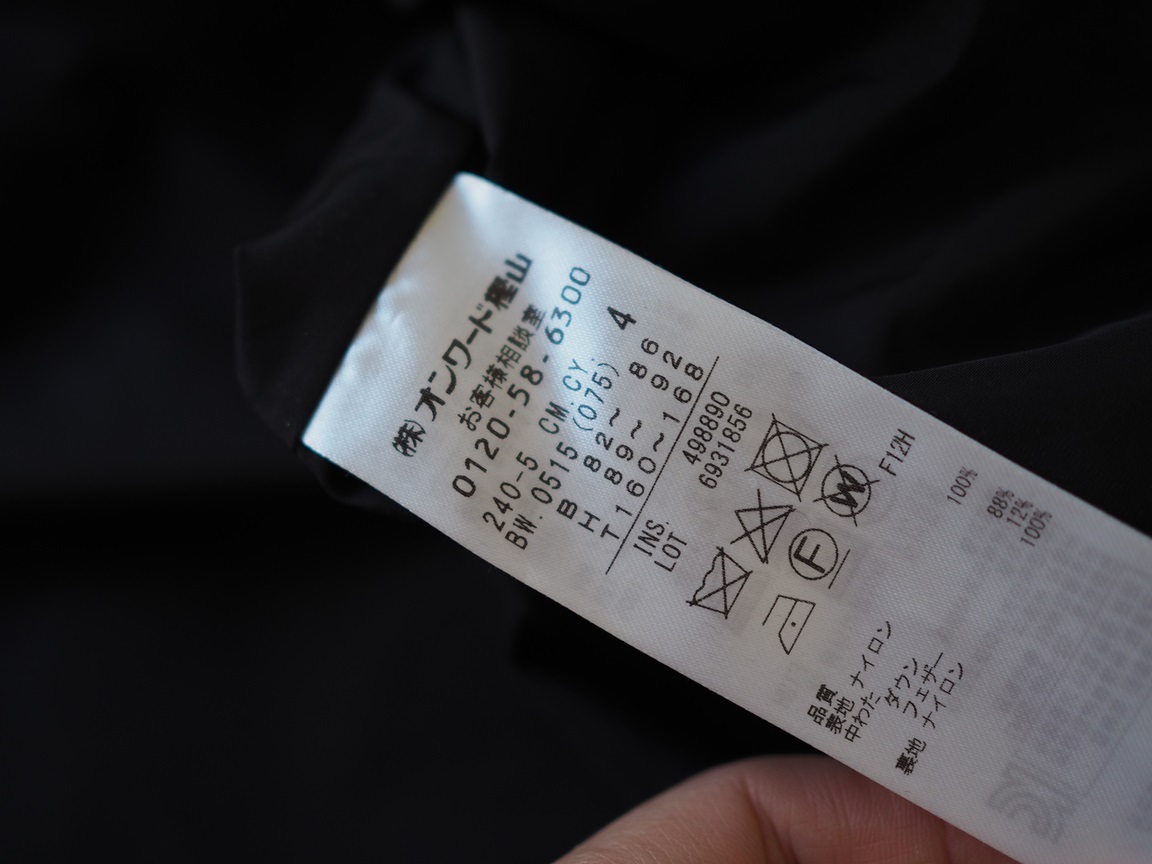 ㈱オンワード樫山
お客様相談室
0120-58-6300
240-5 CM.CY.
BW.0515 (075) 4
B 82~ 86
H 89~ 92
T 160~168
INS. 498890
LOT 6931856
W F12H
F
品質
表地 ナイロン 100%
中わた ダウン 88%
フェザー 12%
裏地 ナイロン 100%